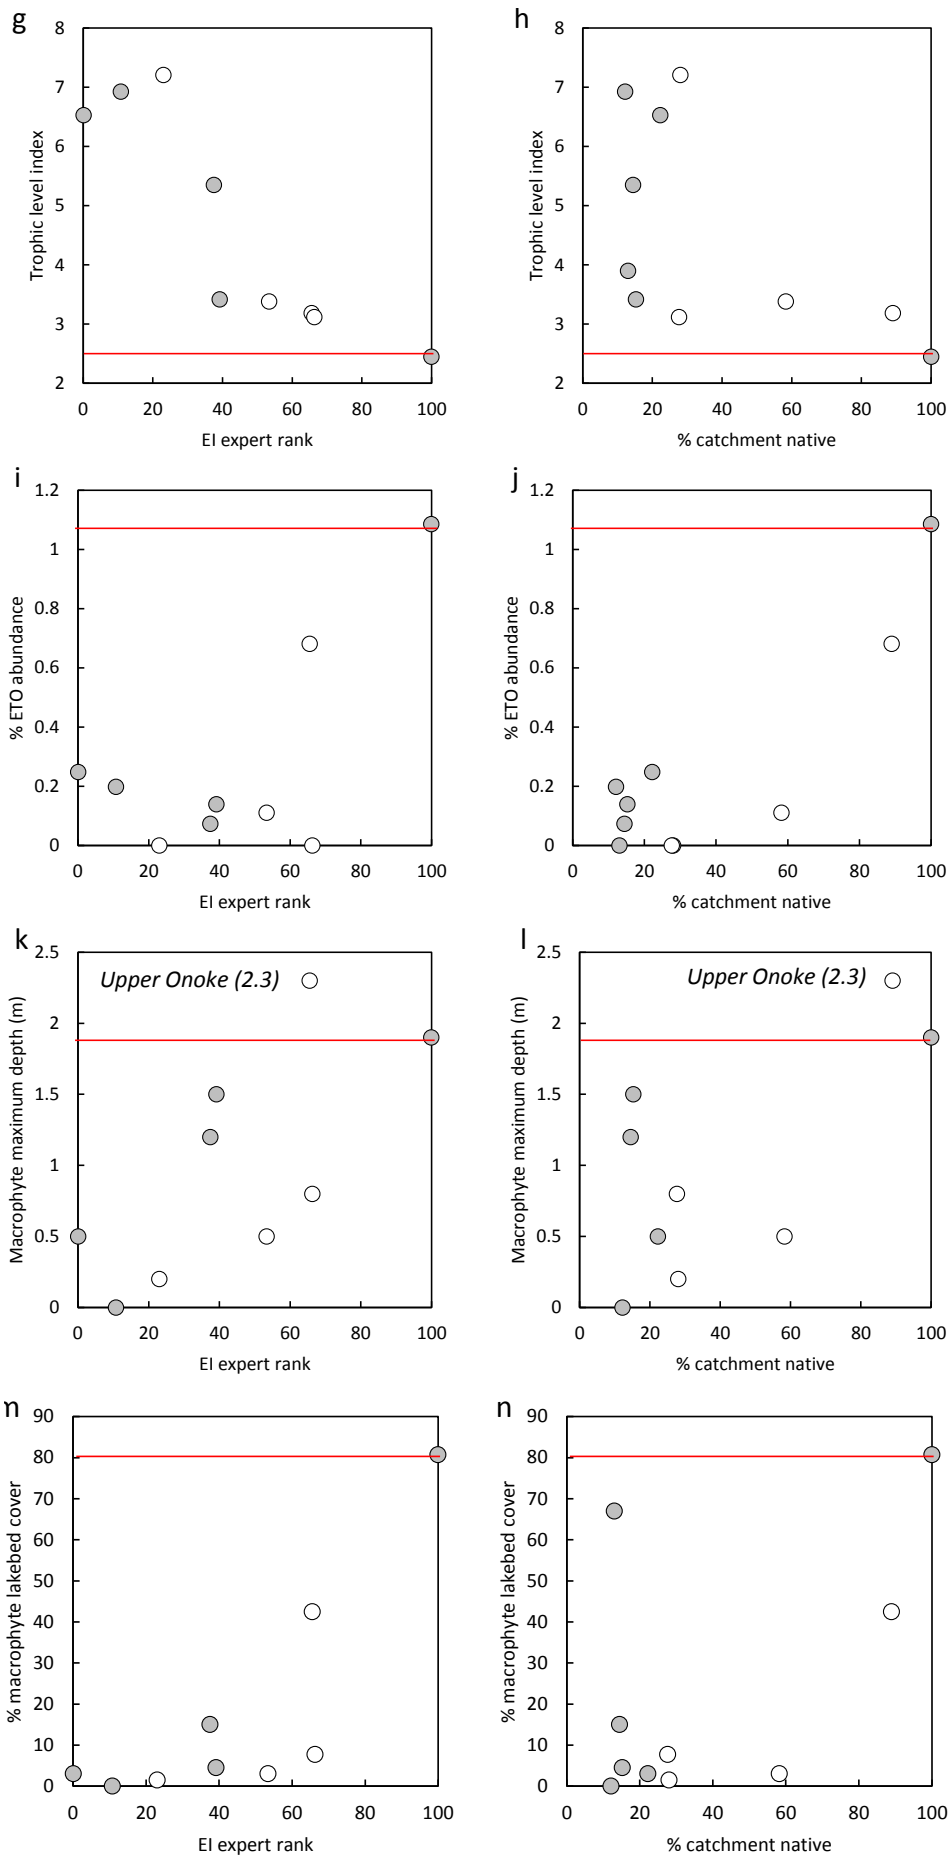 g
8
7
6
5
4
3
2
Trophic level index
0 20 40 60 80 100
EI expert rank
h
8
7
6
5
4
3
2
Trophic level index
0 20 40 60 80 100
% catchment native
i
1.2
1
0.8
0.6
0.4
0.2
0
% ETO abundance
0 20 40 60 80 100
EI expert rank
j
1.2
1
0.8
0.6
0.4
0.2
0
% ETO abundance
0 20 40 60 80 100
% catchment native
k
2.5
2
1.5
1
0.5
0
Macrophyte maximum depth (m)
Upper Onoke (2.3)
0 20 40 60 80 100
EI expert rank
l
2.5
2
1.5
1
0.5
0
Macrophyte maximum depth (m)
Upper Onoke (2.3)
0 20 40 60 80 100
% catchment native
m
90
80
70
60
50
40
30
20
10
0
% macrophyte lakebed cover
0 20 40 60 80 100
EI expert rank
n
90
80
70
60
50
40
30
20
10
0
% macrophyte lakebed cover
0 20 40 60 80 100
% catchment native